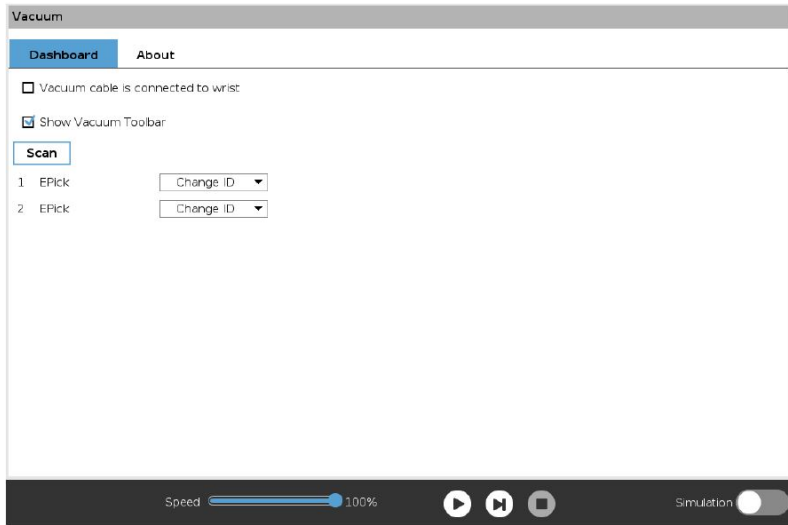 Vacuum
Dashboard About
Vacuum cable is connected to wrist
Show Vacuum Toolbar
Scan
1 EPick Change ID
2 EPick Change ID
Speed 100% Simulation